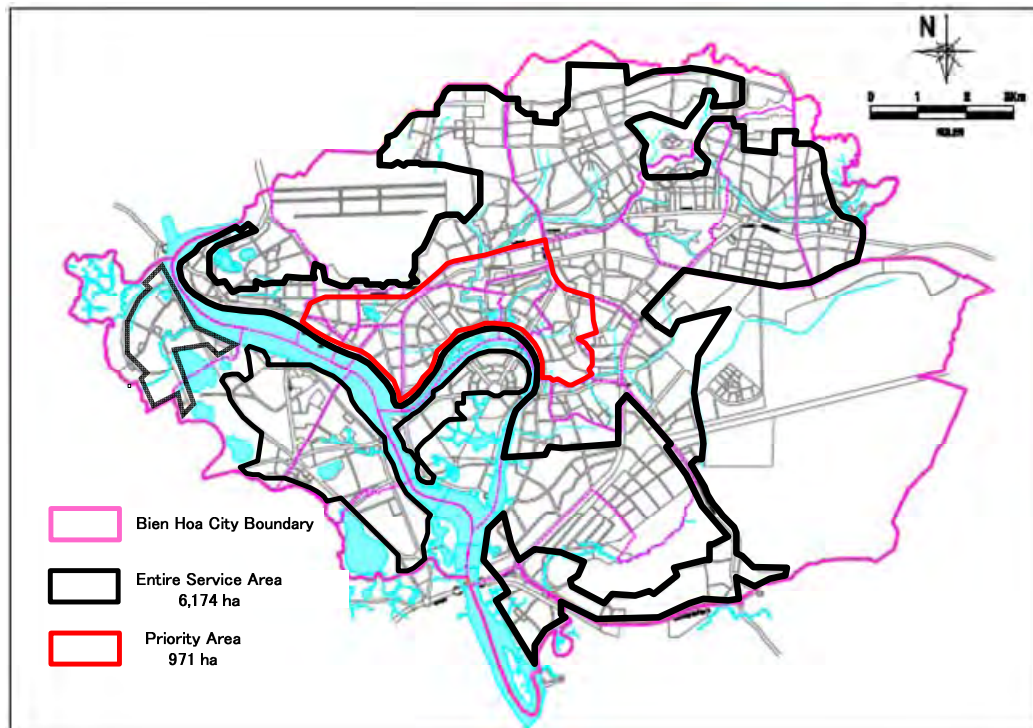 N
0 1 2 3Km
Bien Hoa City Boundary
Entire Service Area
6,174 ha
Priority Area
971 ha